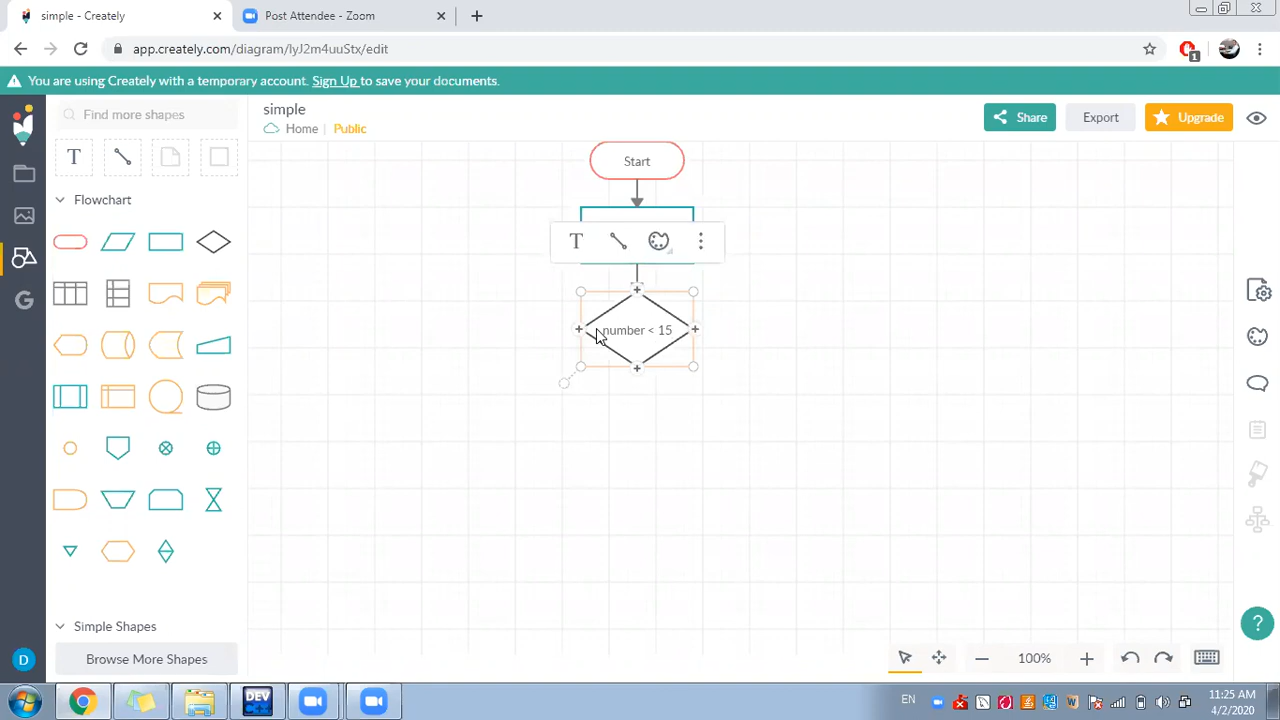 simple - Creately
Post Attendee - Zoom
app.creately.com/diagram/lyJ2m4uuStx/edit
1
You are using Creately with a temporary account. Sign Up to save your documents.
Find more shapes
simple
Home
Public
Share
Export
Upgrade
T
Flowchart
Start
T
number < 15
G
Simple Shapes
Browse More Shapes
D
100%
?
DEV
C++
EN
W
11:25 AM
4/2/2020